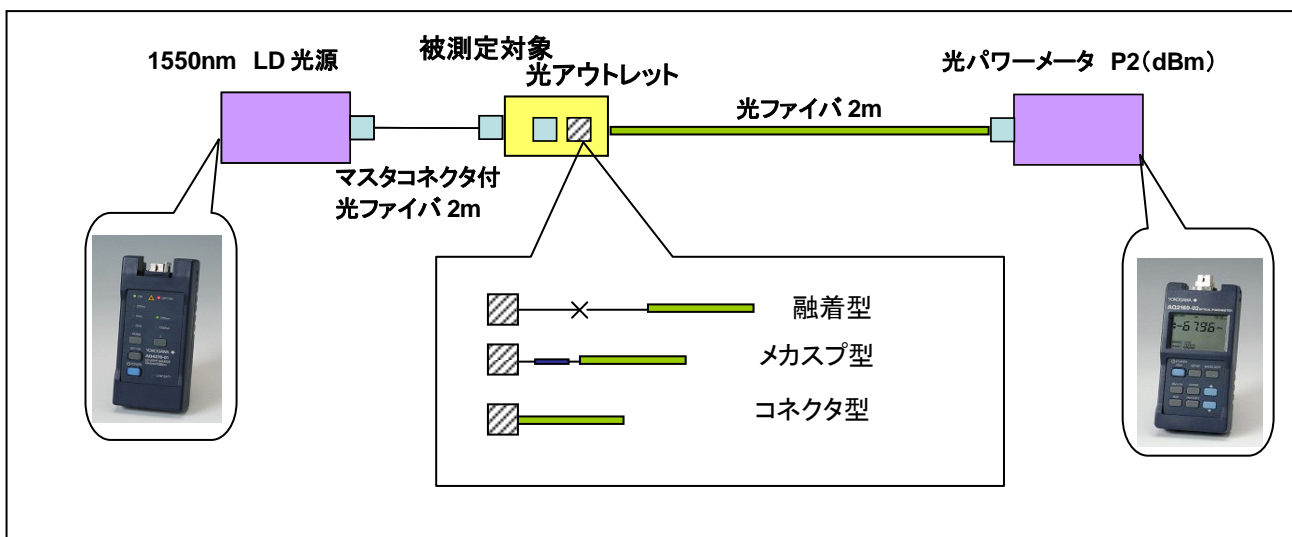 1550nm LD 光源
被測定対象
光アウトレット
光パワーメータ P2(dBm)
光ファイバ 2m
マスタコネクタ付
光ファイバ 2m
融着型
メカスプ型
コネクタ型
YOKOGAWA